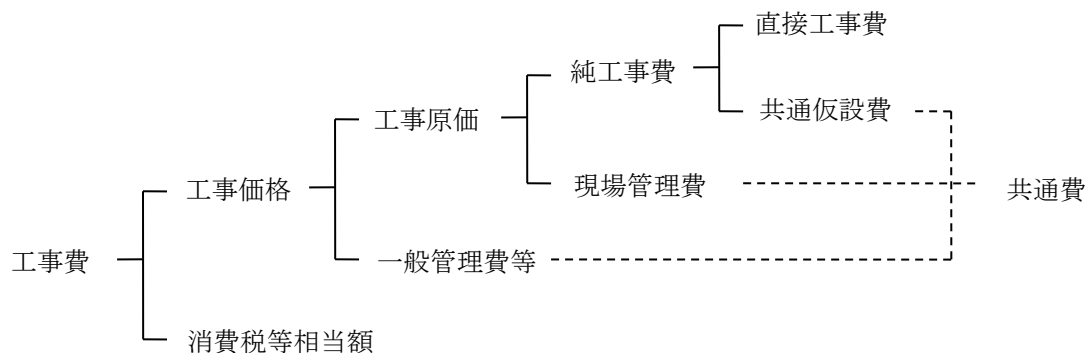 直接工事費
純工事費
共通仮設費
工事原価
工事価格
現場管理費
共通費
工事費
一般管理費等
消費税等相当額